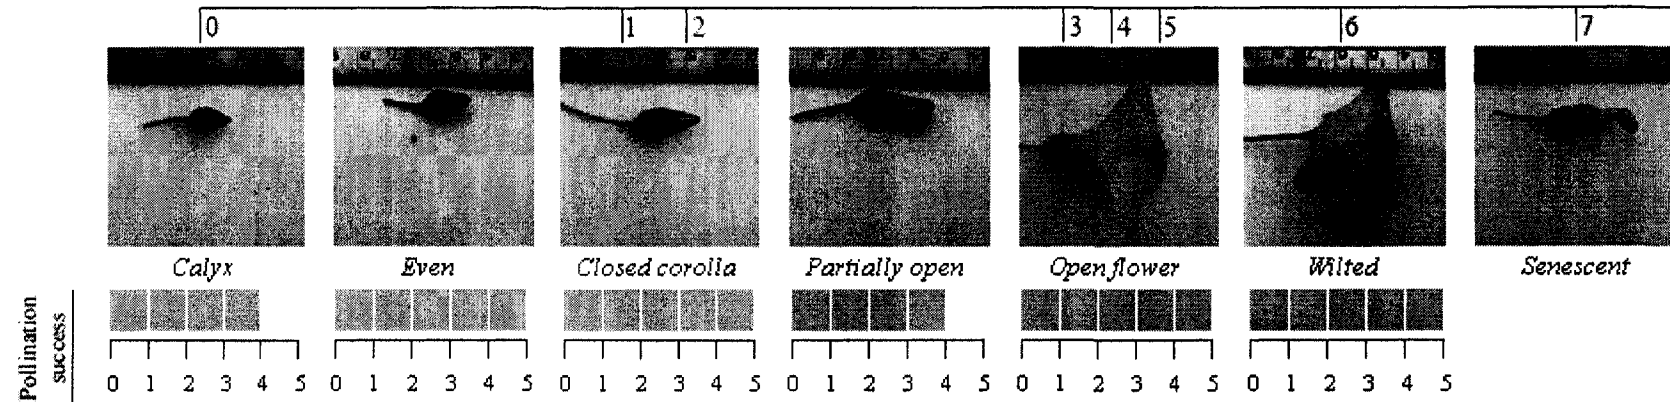 0 1 2 3 4 5 6 7
Calyx Even Closed corolla Partially open Open flower Wilted Senescent
Pollination
success
0 1 2 3 4 5 0 1 2 3 4 5 0 1 2 3 4 5 0 1 2 3 4 5 0 1 2 3 4 5 0 1 2 3 4 5